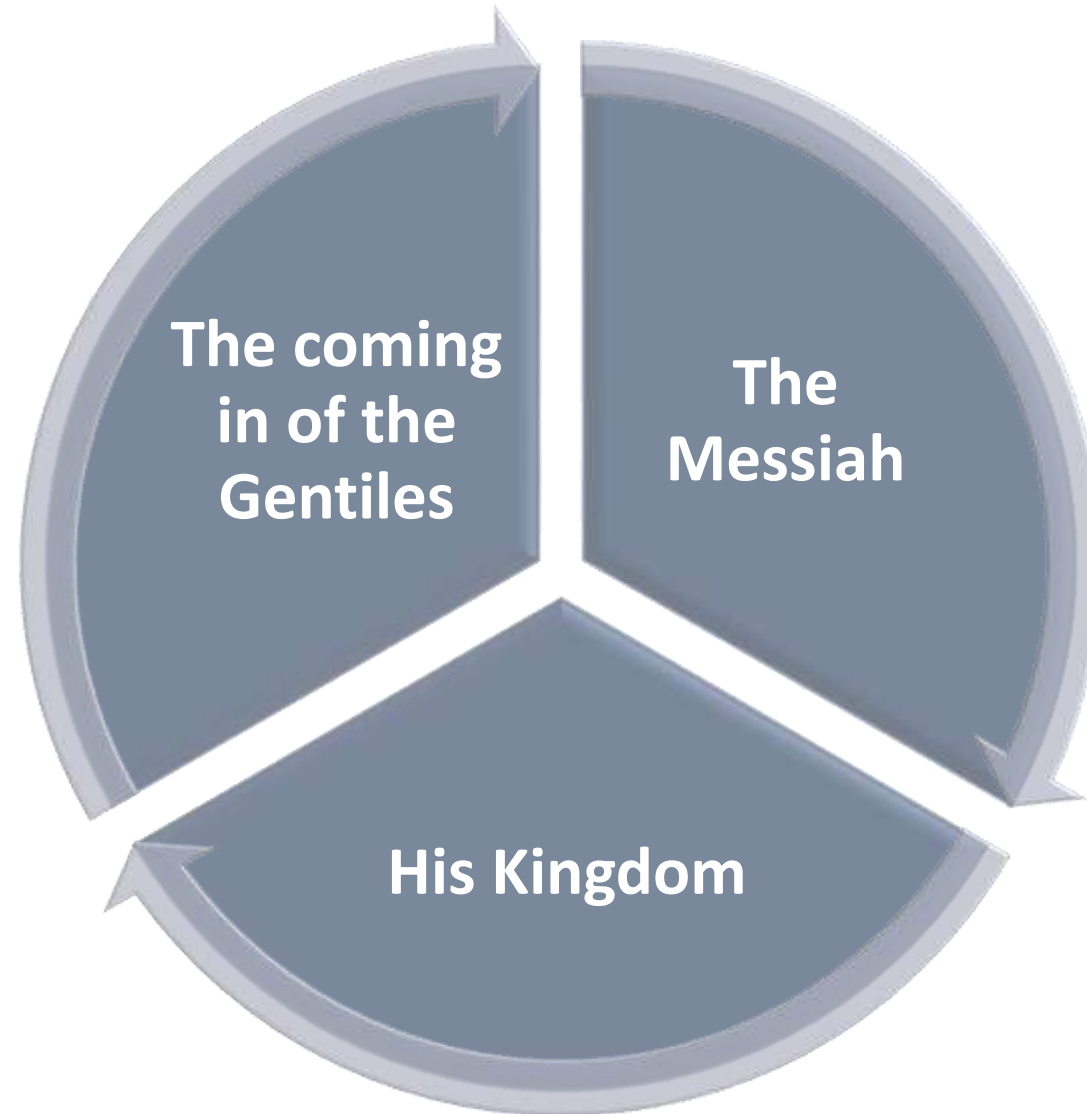 The coming
in of the
Gentiles
The
Messiah
His Kingdom